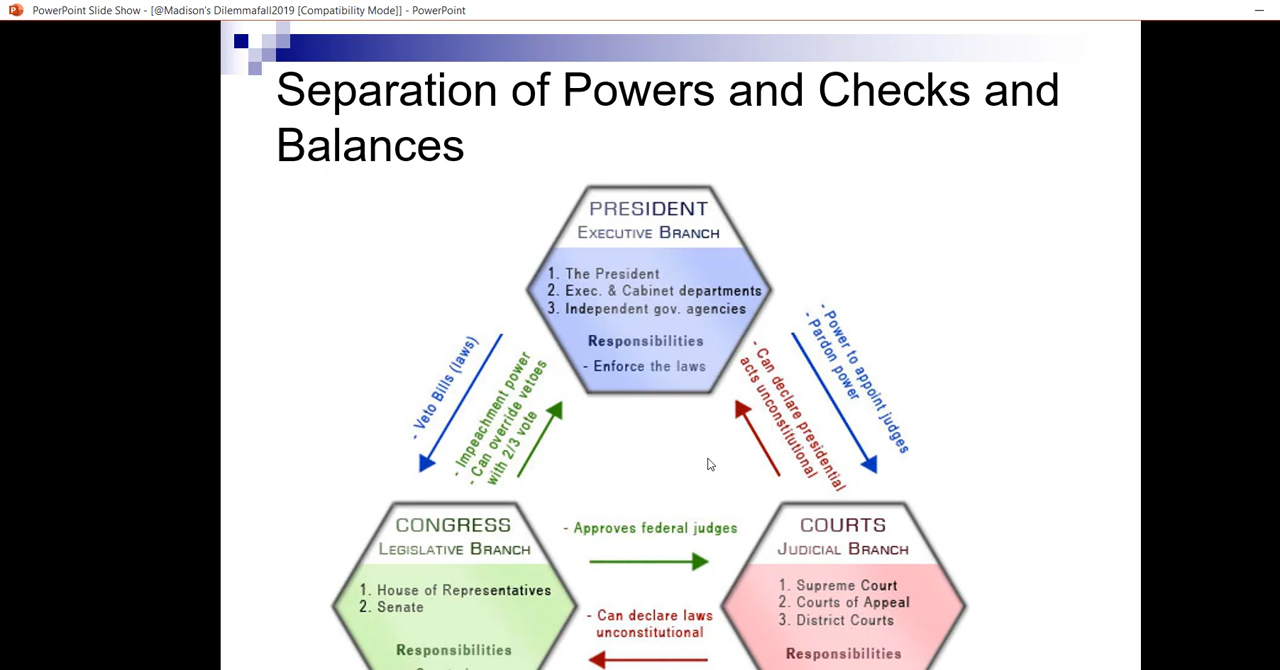 PowerPoint Slide Show - [@Madison's Dilemmafall2019 [Compatibility Mode]] - PowerPoint
Separation of Powers and Checks and
Balances
PRESIDENT
EXECUTIVE BRANCH
1. The President
2. Exec. & Cabinet departments
3. Independent gov. agencies
Responsibilities
- Enforce the laws
- Veto Bills (laws)
- Impeachment power
- Can override vetoes
with 2/3 vote
- Can declare presidential
acts unconstitutional
- Power to appoint judges
- Pardon power
CONGRESS
LEGISLATIVE BRANCH
1. House of Representatives
2. Senate
Responsibilities
- Approves federal judges
- Can declare laws
unconstitutional
COURTS
JUDICIAL BRANCH
1. Supreme Court
2. Courts of Appeal
3. District Courts
Responsibilities